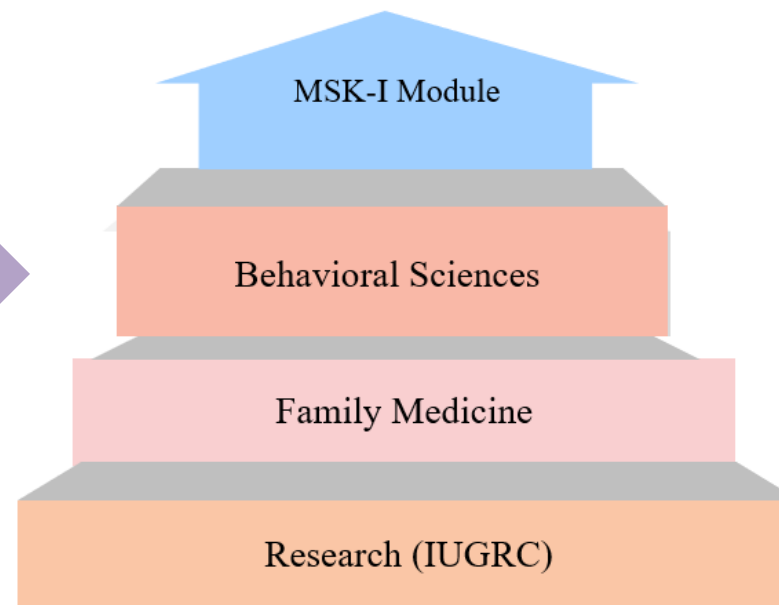 MSK-I Module
Behavioral Sciences
Family Medicine
Research (IUGRC)